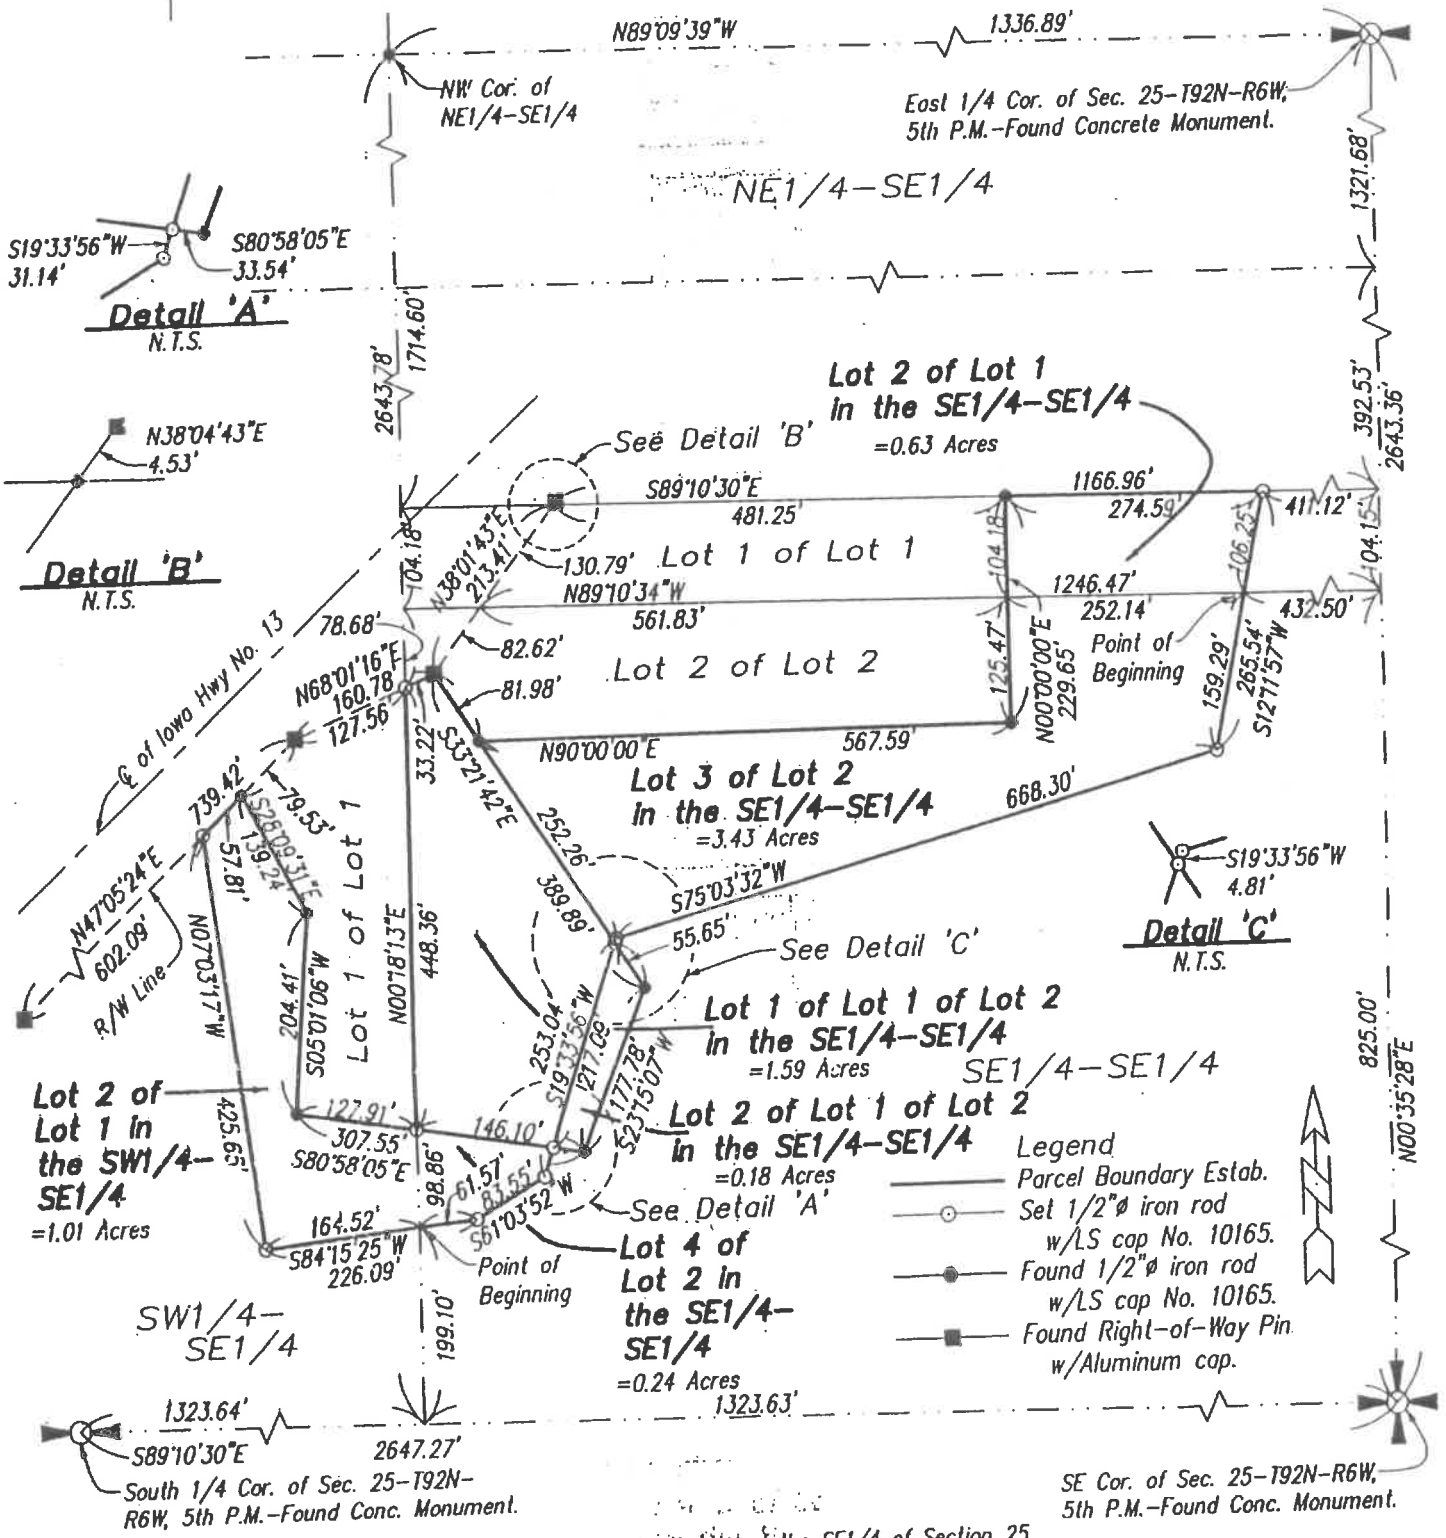 N89°09'39"W
1336.89'
NW Cor. of
NE1/4-SE1/4
East 1/4 Cor. of Sec. 25-T92N-R6W,
5th P.M.-Found Concrete Monument.
1321.68'
NE1/4-SE1/4
S19°33'56"W
31.14'
S80°58'05"E
33.54'
Detail 'A'
N.T.S.
2643.78'
1714.60'
392.53'
2643.36'
Lot 2 of Lot 1
in the SE1/4-SE1/4
=0.63 Acres
N38°04'43"E
4.53'
Detail 'B'
N.T.S.
See Detail 'B'
S89°10'30"E
481.25'
1166.96'
274.59'
411.12'
104.18'
N38°01'43"E
213.41'
130.79'
Lot 1 of Lot 1
104.18'
106.25'
104.15'
N89°10'34"W
561.83'
1246.47'
252.14'
432.50'
78.68'
82.62'
Lot 2 of Lot 2
125.47'
N00°00'00"E
229.65'
Point of
Beginning
159.29'
265.54'
S12°11'57"W
℄ of Iowa Hwy No. 13
N68°01'16"E
160.78
127.56
33.22'
81.98'
S33°21'42"E
N90°00'00"E
567.59'
Lot 3 of Lot 2
in the SE1/4-SE1/4
=3.43 Acres
668.30'
739.42'
79.53'
57.81'
S28°09'31"E
139.24
Lot 1 of Lot 1
252.26
389.89'
S75°03'32"W
55.65'
S19°33'56"W
4.81'
Detail 'C'
N.T.S.
N47°05'24"E
602.09'
R/W Line
N07°03'17"W
425.65'
204.41'
S05°01'06"W
N00°18'13"E
448.36'
See Detail 'C'
253.04'
S19°33'56"W
217.09'
177.78'
S23°15'07"W
Lot 1 of Lot 1 of Lot 2
in the SE1/4-SE1/4
=1.59 Acres
SE1/4-SE1/4
825.00'
N00°35'28"E
Lot 2 of
Lot 1 in
the SW1/4-
SE1/4
=1.01 Acres
127.91'
307.55'
S80°58'05"E
146.10'
Lot 2 of Lot 1 of Lot 2
in the SE1/4-SE1/4
=0.18 Acres
98.86'
61.57'
83.55'
S61°03'52"W
See Detail 'A'
164.52'
S84°15'25"W
226.09'
Point of
Beginning
Lot 4 of
Lot 2 in
the SE1/4-
SE1/4
=0.24 Acres
Legend
Parcel Boundary Estab.
Set 1/2"ø iron rod
w/LS cap No. 10165.
Found 1/2"ø iron rod
w/LS cap No. 10165.
Found Right-of-Way Pin
w/Aluminum cap.
SW1/4-
SE1/4
199.10'
1323.64'
S89°10'30"E
2647.27'
1323.63'
South 1/4 Cor. of Sec. 25-T92N-
R6W, 5th P.M.-Found Conc. Monument.
SE Cor. of Sec. 25-T92N-R6W,
5th P.M.-Found Conc. Monument.
SE1/4 of Section 25